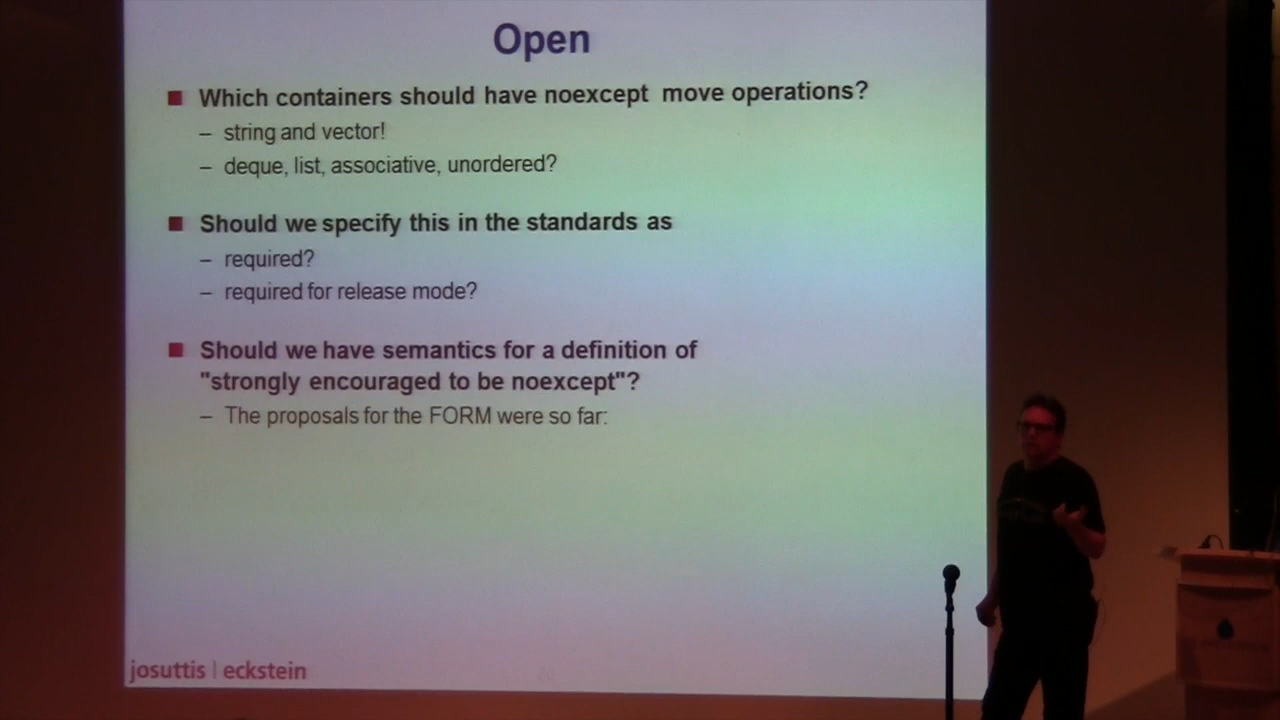 Open
Which containers should have noexcept move operations?
– string and vector!
– deque, list, associative, unordered?
Should we specify this in the standards as
– required?
– required for release mode?
Should we have semantics for a definition of
"strongly encouraged to be noexcept"?
– The proposals for the FORM were so far:
josuttis | eckstein